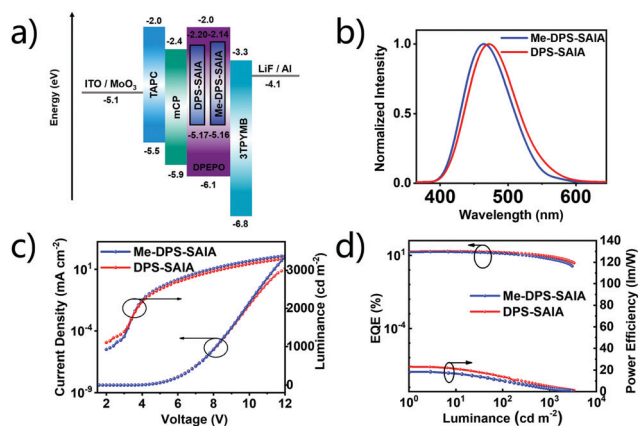 a)
Energy (eV)
ITO / MoO3
-5.1
TAPC
-5.5
-2.0
mCP
-2.4
-5.9
-2.0
-2.20
-2.14
DPS-SAIA
Me-DPS-SAIA
-5.17
-5.16
DPEPO
-6.1
3TPYMB
-3.3
-6.8
LiF / Al
-4.1
b)
Normalized Intensity
1.0
0.5
0.0
Me-DPS-SAIA
DPS-SAIA
400 500 600
Wavelength (nm)
c)
Current Density (mA cm-2)
10^1
10^-4
10^-9
Me-DPS-SAIA
DPS-SAIA
3000
2000
1000
0
Luminance (cd m-2)
2 4 6 8 10 12
Voltage (V)
d)
EQE (%)
10^1
10^-4
Me-DPS-SAIA
DPS-SAIA
140
120
100
80
60
40
20
0
Power Efficiency (lm/W)
10^0 10^1 10^2 10^3 10^4
Luminance (cd m-2)